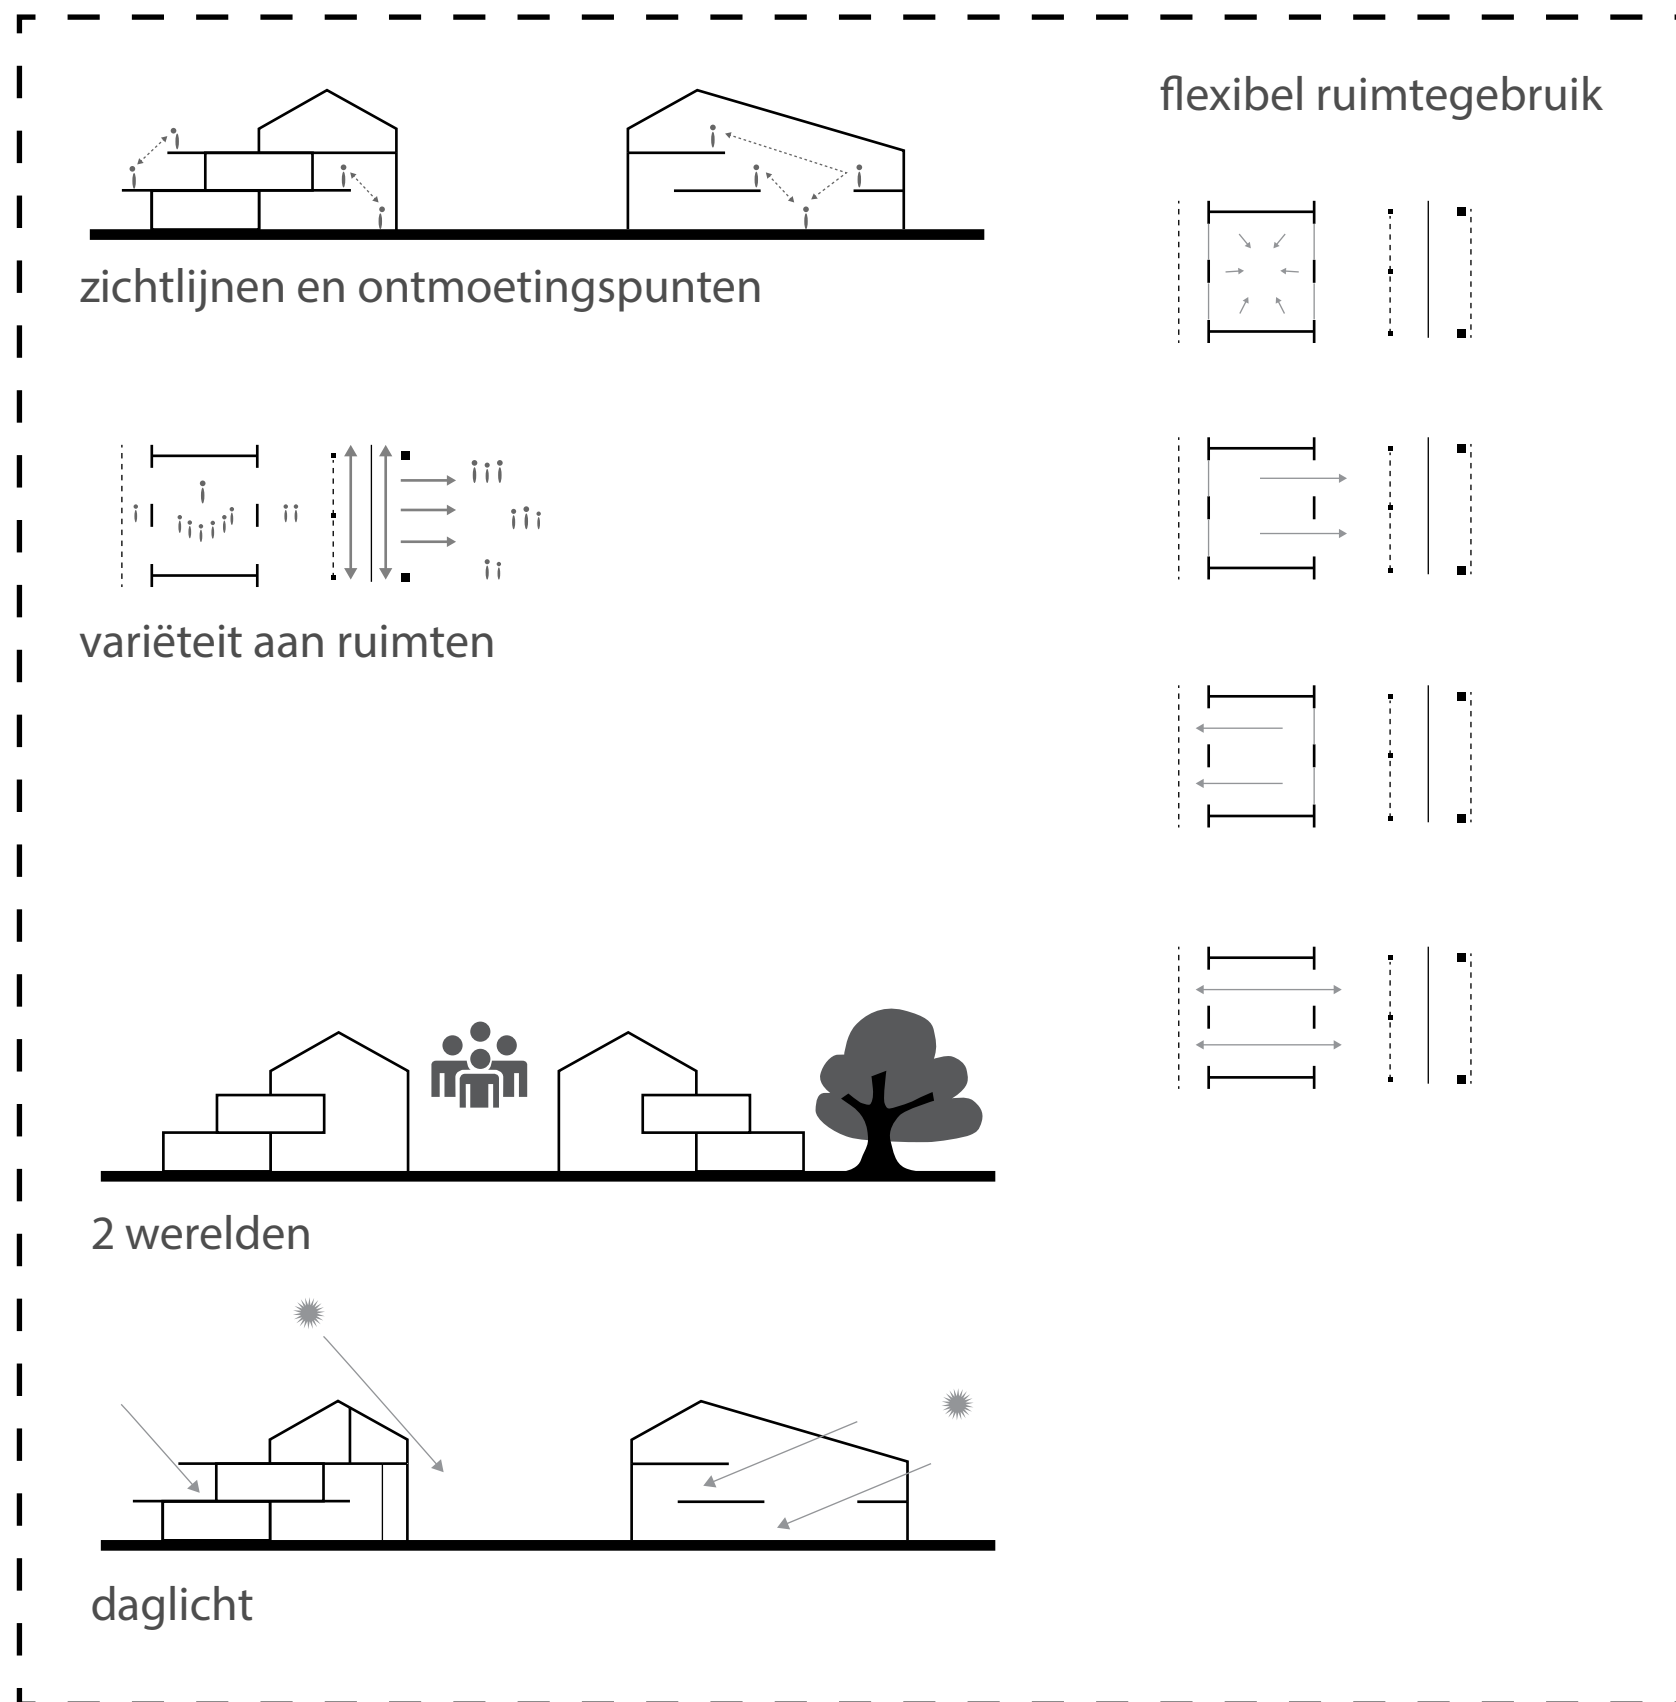 flexibel ruimtegebruik
zichtlijnen en ontmoetingspunten
variëteit aan ruimten
2 werelden
daglicht